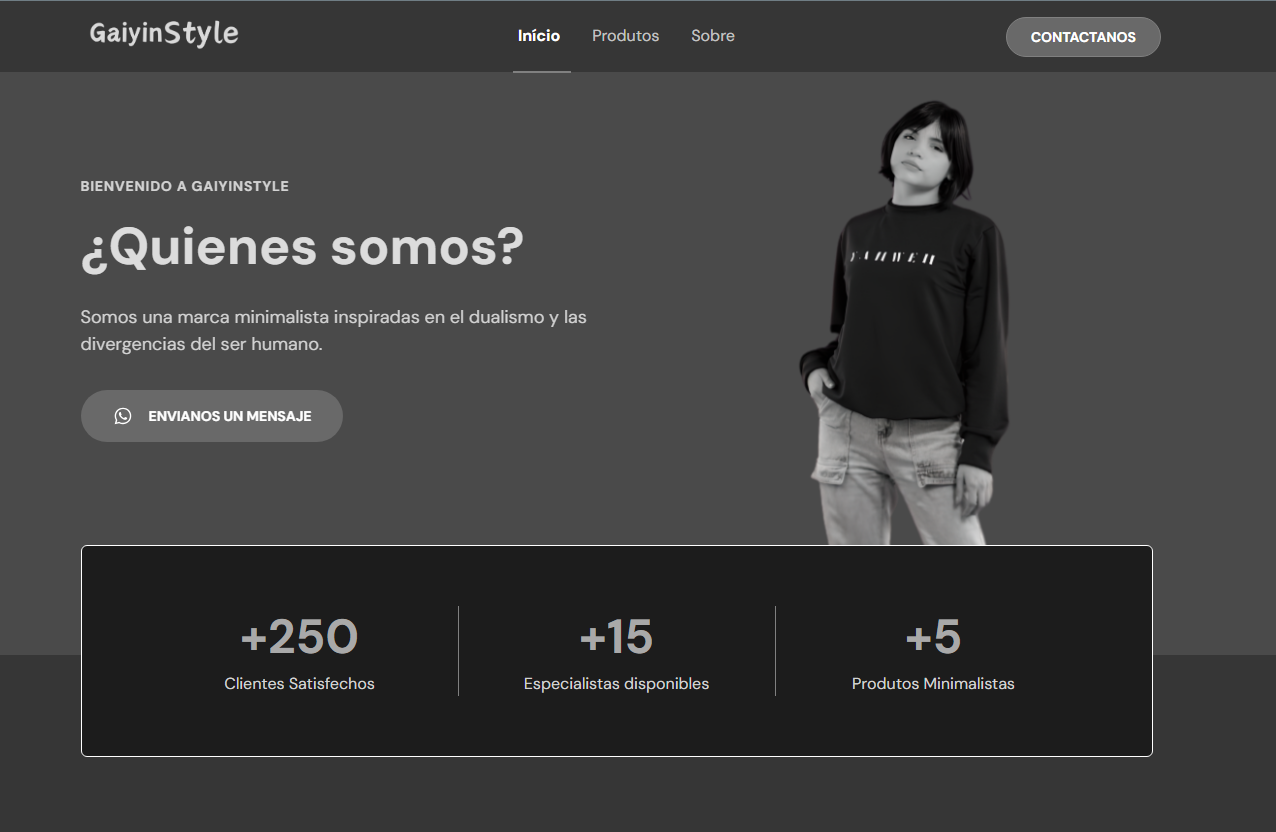 GaiyinStyle
Início
Produtos
Sobre
CONTACTANOS
BIENVENIDO A GAIYINSTYLE
¿Quienes somos?
Somos una marca minimalista inspiradas en el dualismo y las
divergencias del ser humano.
ENVIANOS UN MENSAJE
YAHWEH
+250
Clientes Satisfechos
+15
Especialistas disponibles
+5
Produtos Minimalistas